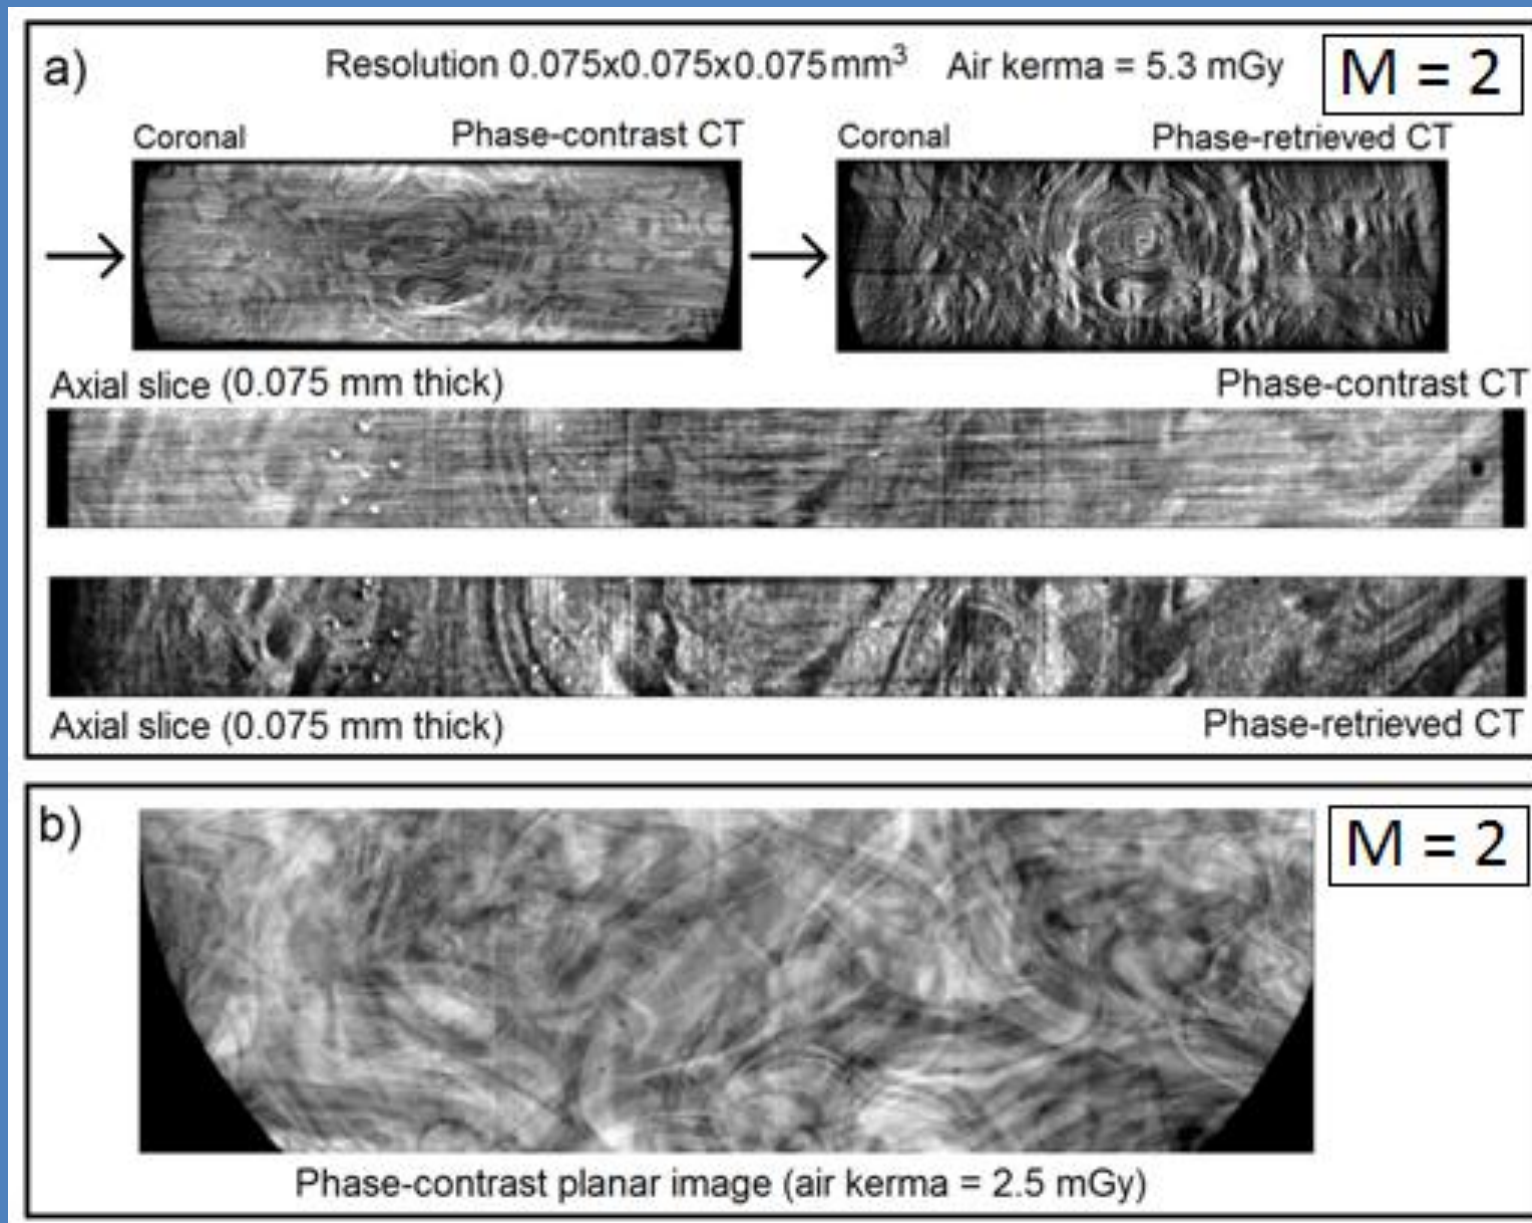 a)
Resolution 0.075x0.075x0.075mm³ Air kerma = 5.3 mGy
M = 2
Coronal Phase-contrast CT
Coronal Phase-retrieved CT
Axial slice (0.075 mm thick) Phase-contrast CT
Axial slice (0.075 mm thick) Phase-retrieved CT
b)
M = 2
Phase-contrast planar image (air kerma = 2.5 mGy)